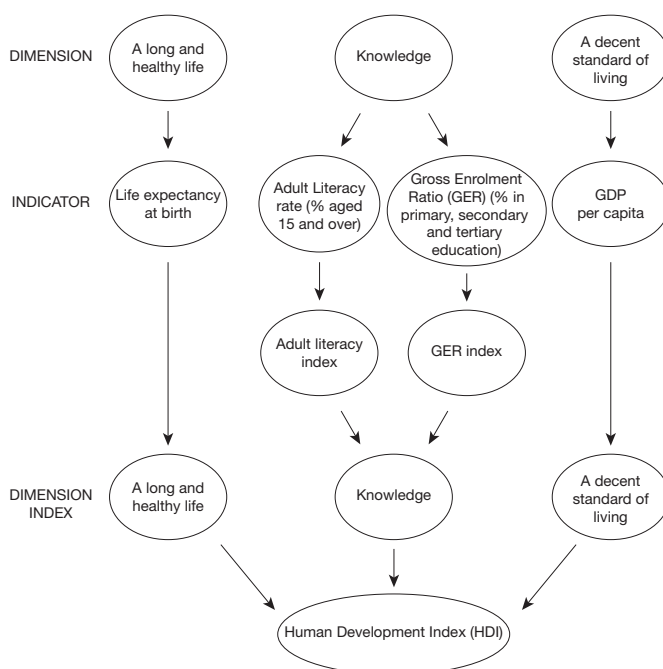 DIMENSION
A long and
healthy life
Knowledge
A decent
standard of
living
INDICATOR
Life expectancy
at birth
Adult Literacy
rate (% aged
15 and over)
Gross Enrolment
Ratio (GER) (% in
primary, secondary
and tertiary
education)
GDP
per capita
Adult literacy
index
GER index
DIMENSION
INDEX
A long and
healthy life
Knowledge
A decent
standard of
living
Human Development Index (HDI)